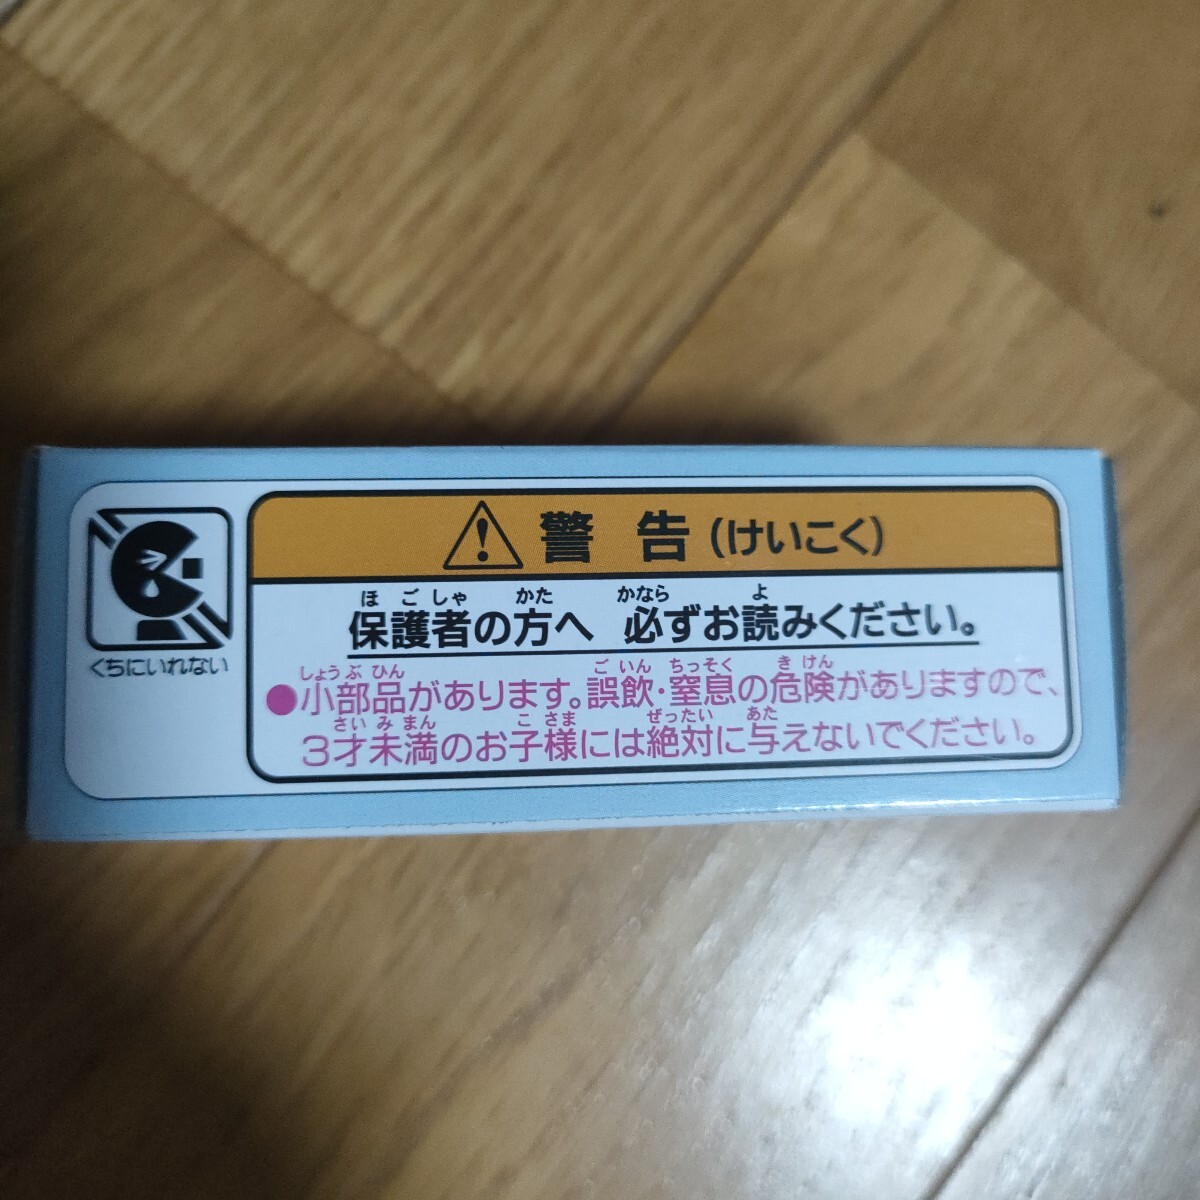 ⚠警告(けいこく)
ほごしゃ かた かなら よ
保護者の方へ 必ずお読みください。
くちにいれない
しょうぶひん ごいん ちっそく きけん
●小部品があります。誤飲・窒息の危険がありますので、
さいみまん こさま ぜったい あた
3才未満のお子様には絶対に与えないでください。